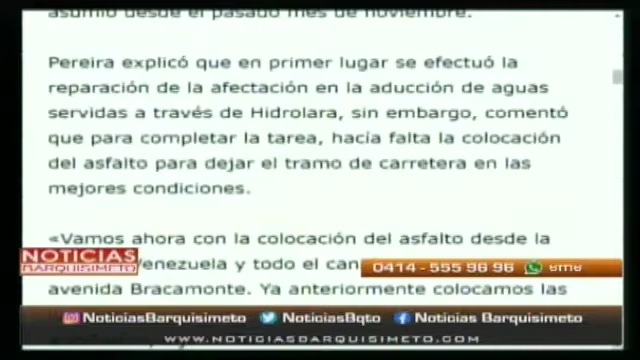 asumió desde el pasado mes de noviembre.
Pereira explicó que en primer lugar se efectuó la
reparación de la afectación en la aducción de aguas
servidas a través de Hidrolara, sin embargo, comentó
que para completar la tarea, hacía falta la colocación
del asfalto para dejar el tramo de carretera en las
mejores condiciones.
«Vamos ahora con la colocación del asfalto desde la
Venezuela y todo el can
avenida Bracamonte. Ya anteriormente colocamos las
NOTICIAS
BARQUISIMETO
0414 - 555 96 96
NoticiasBarquisimeto NoticiasBqto Noticias Barquisimeto
WWW.NOTICIASBARQUISIMETO.COM